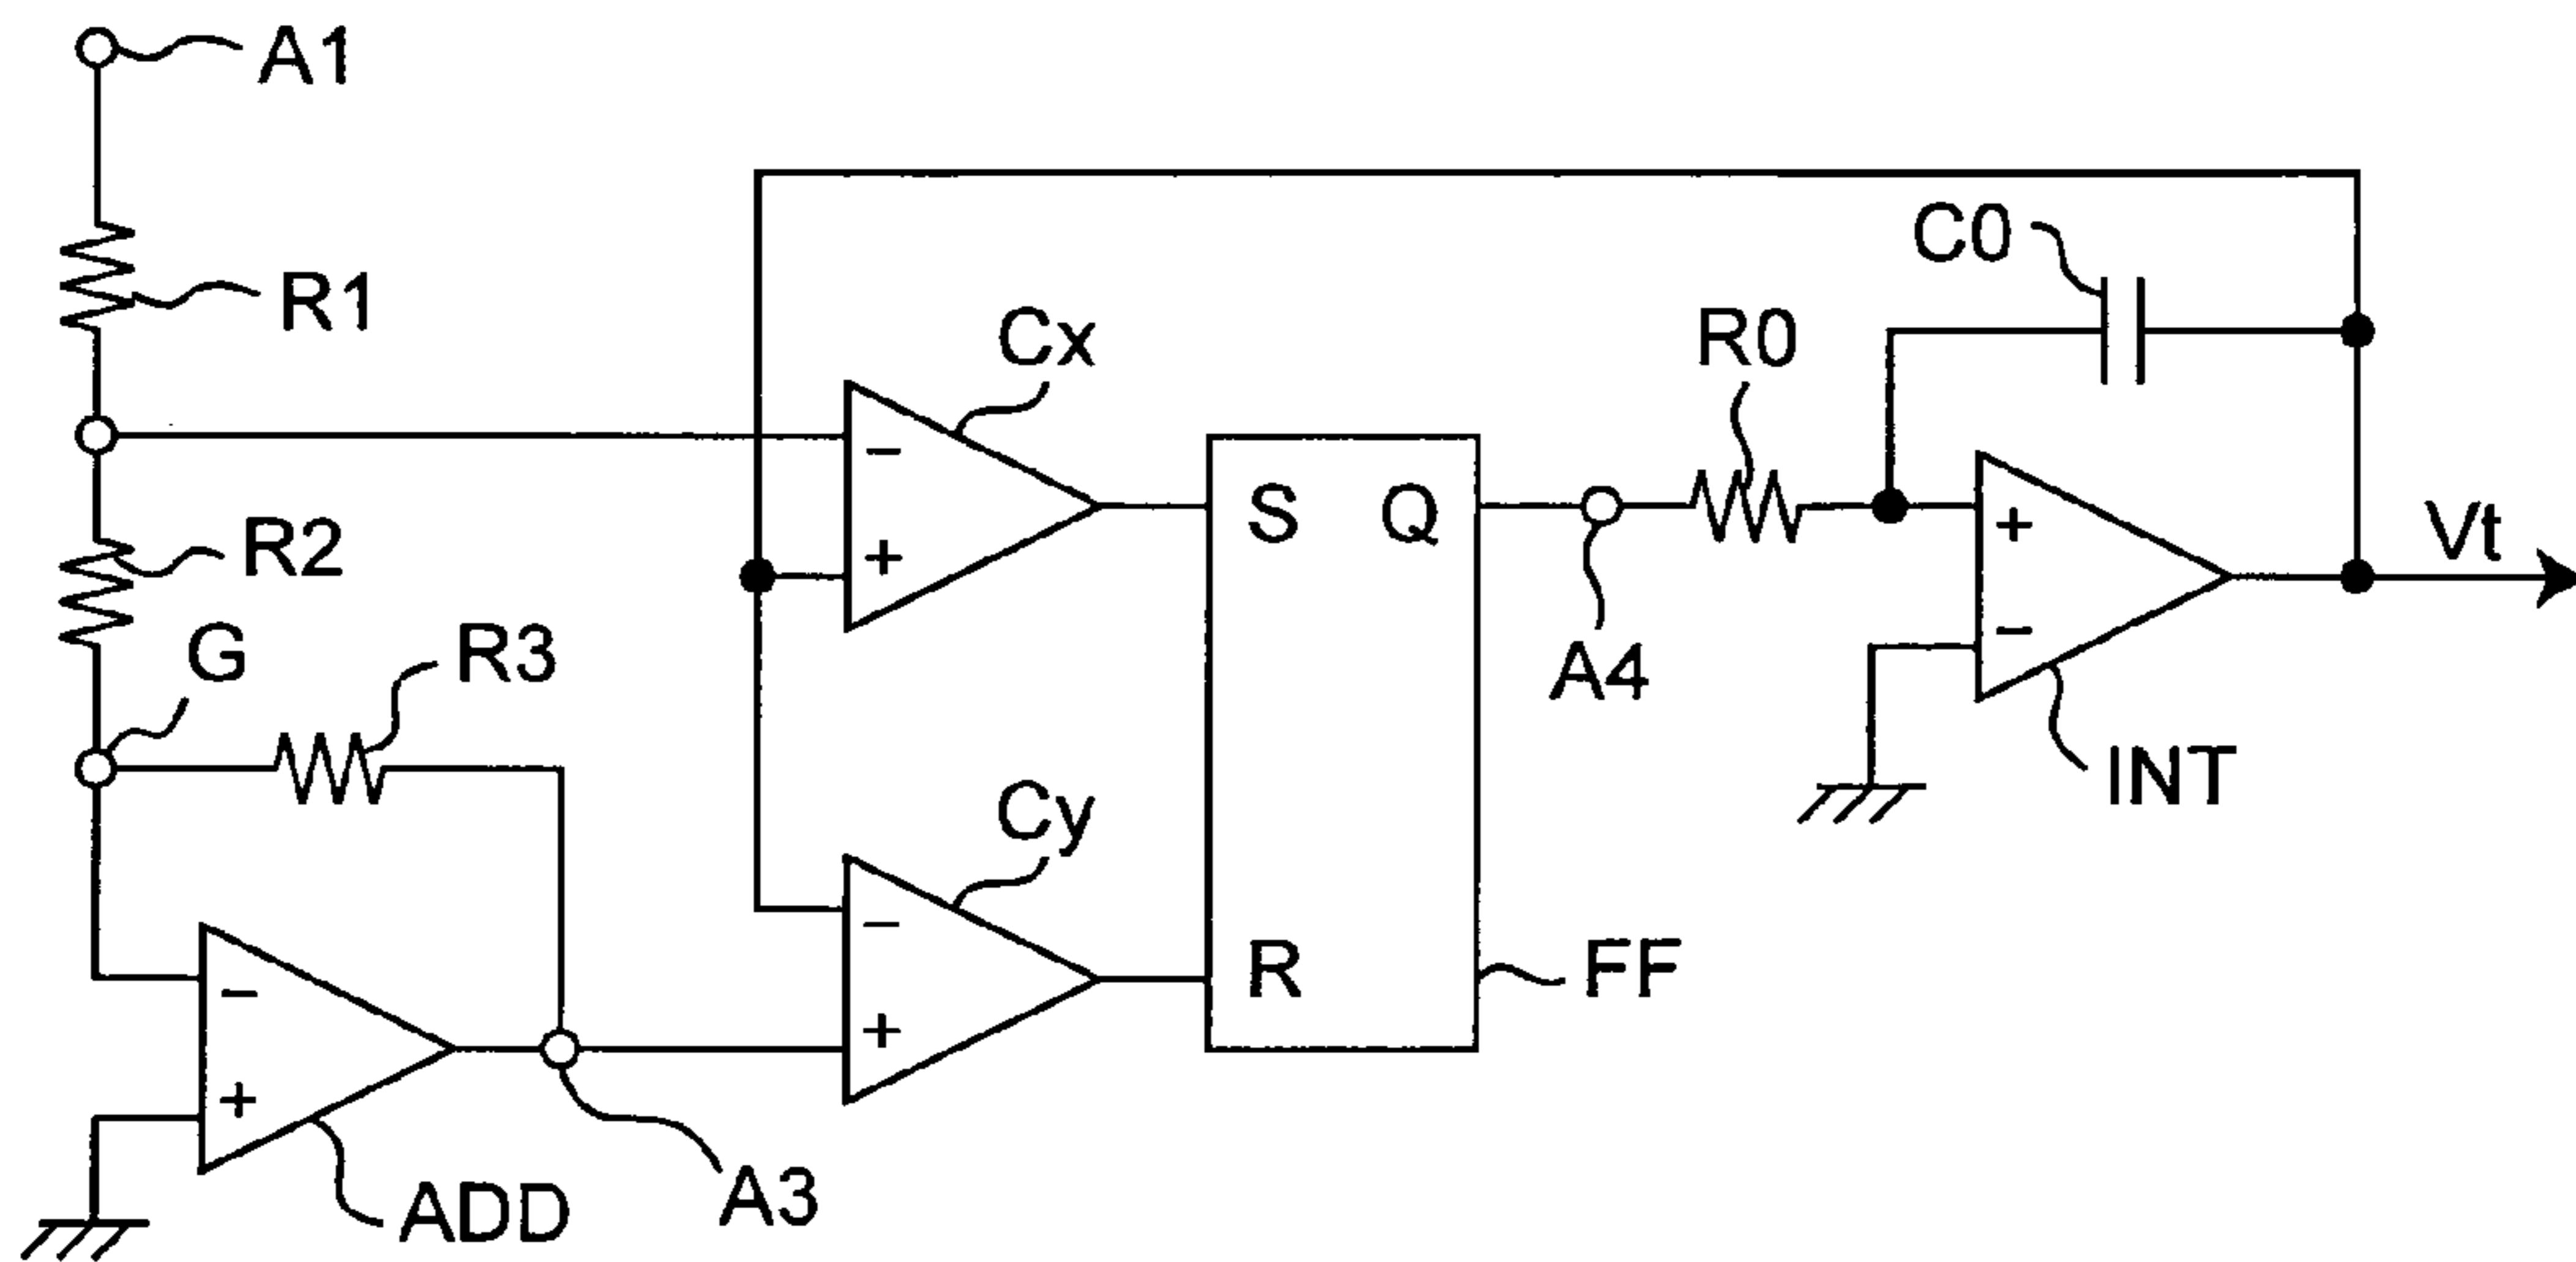 A1
R1
R2
G
R3
Cx
−
+
Cy
−
+
−
+
ADD
A3
S Q
R
FF
A4
R0
C0
+
−
INT
Vt